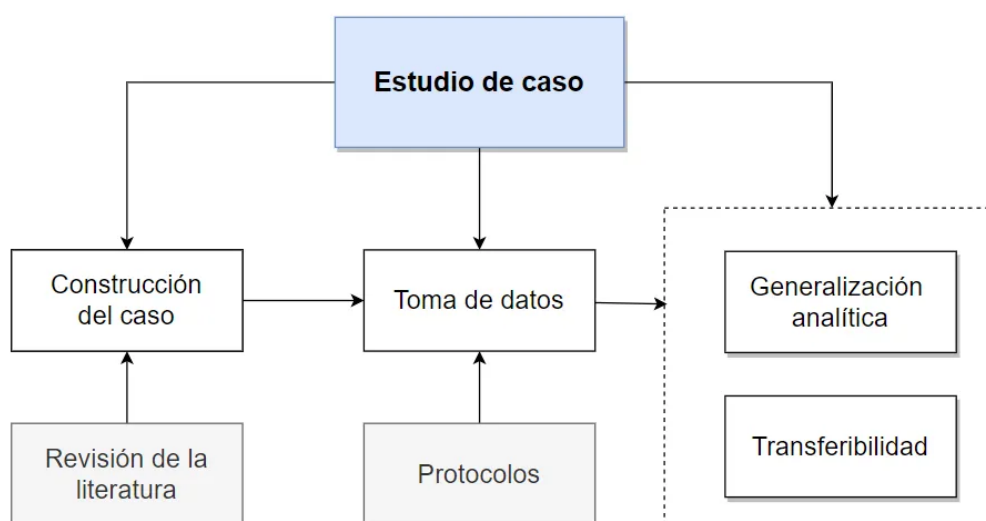 Estudio de caso
Construcción
del caso
Toma de datos
Generalización
analítica
Revisión de la
literatura
Protocolos
Transferibilidad